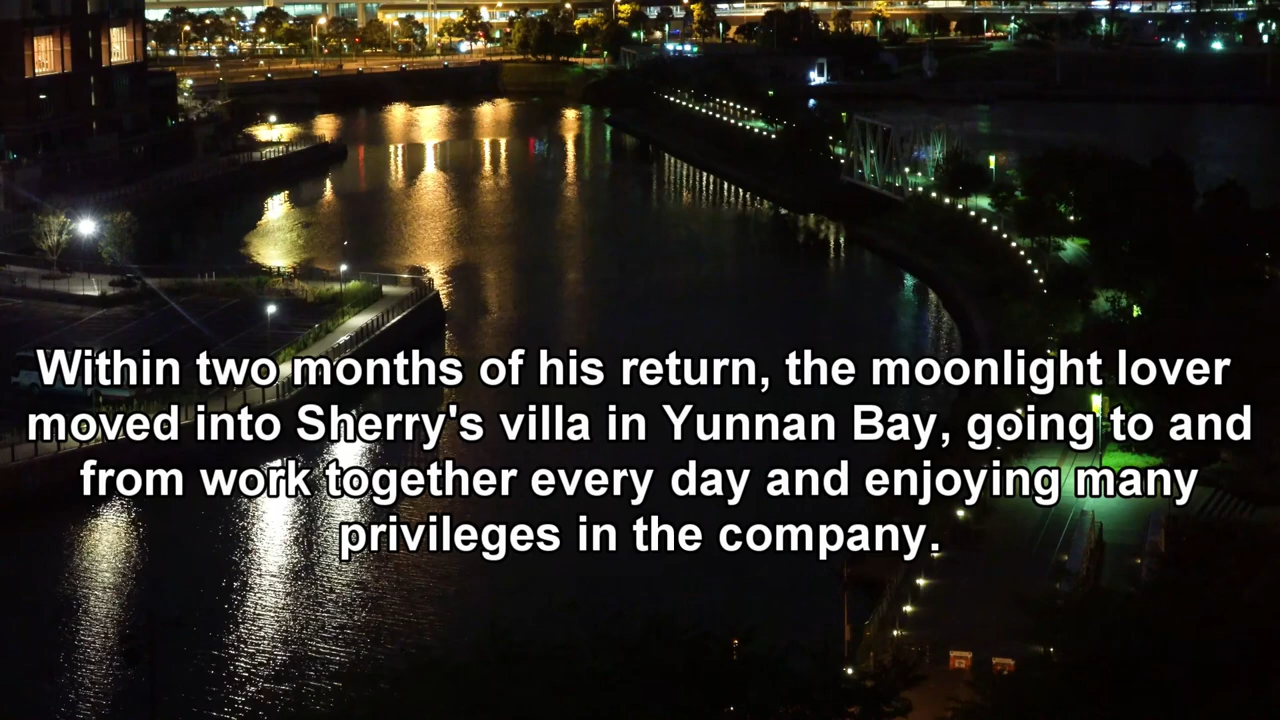 Within two months of his return, the moonlight lover
moved into Sherry's villa in Yunnan Bay, going to and
from work together every day and enjoying many
privileges in the company.